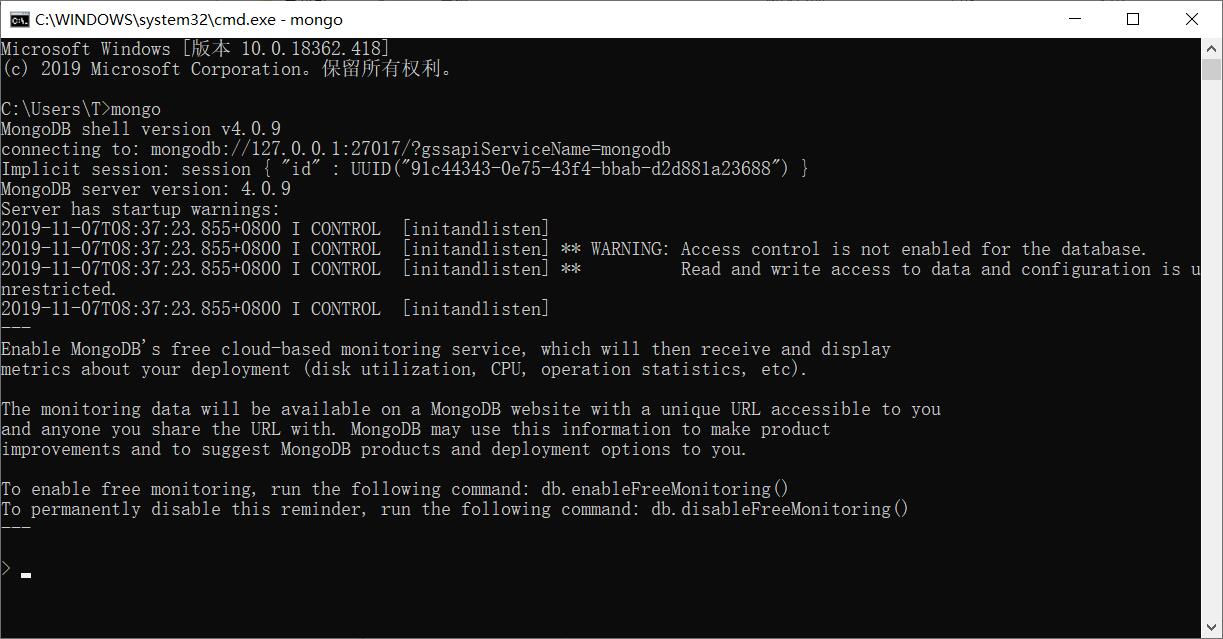 C:\WINDOWS\system32\cmd.exe - mongo
Microsoft Windows [版本 10.0.18362.418]
(c) 2019 Microsoft Corporation。保留所有权利。
C:\Users\T>mongo
MongoDB shell version v4.0.9
connecting to: mongodb://127.0.0.1:27017/?gssapiServiceName=mongodb
Implicit session: session { "id" : UUID("91c44343-0e75-43f4-bbab-d2d881a23688") }
MongoDB server version: 4.0.9
Server has startup warnings:
2019-11-07T08:37:23.855+0800 I CONTROL  [initandlisten]
2019-11-07T08:37:23.855+0800 I CONTROL  [initandlisten] ** WARNING: Access control is not enabled for the database.
2019-11-07T08:37:23.855+0800 I CONTROL  [initandlisten] **          Read and write access to data and configuration is u
nrestricted.
2019-11-07T08:37:23.855+0800 I CONTROL  [initandlisten]
---
Enable MongoDB's free cloud-based monitoring service, which will then receive and display
metrics about your deployment (disk utilization, CPU, operation statistics, etc).
The monitoring data will be available on a MongoDB website with a unique URL accessible to you
and anyone you share the URL with. MongoDB may use this information to make product
improvements and to suggest MongoDB products and deployment options to you.
To enable free monitoring, run the following command: db.enableFreeMonitoring()
To permanently disable this reminder, run the following command: db.disableFreeMonitoring()
---
>